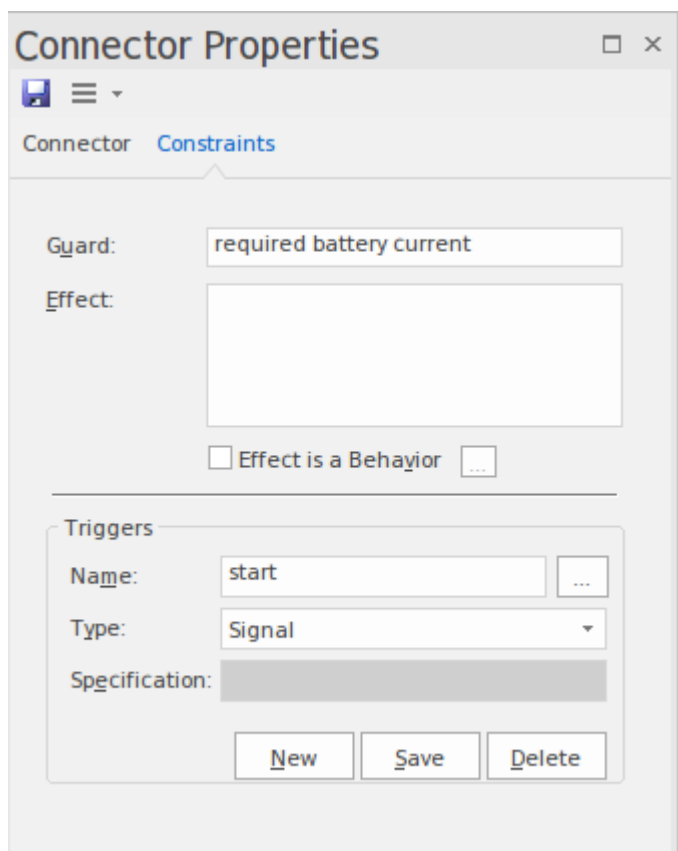 Connector Properties
Connector Constraints
Guard: required battery current
Effect:
Effect is a Behavior ...
Triggers
Name: start ...
Type: Signal
Specification:
New Save Delete